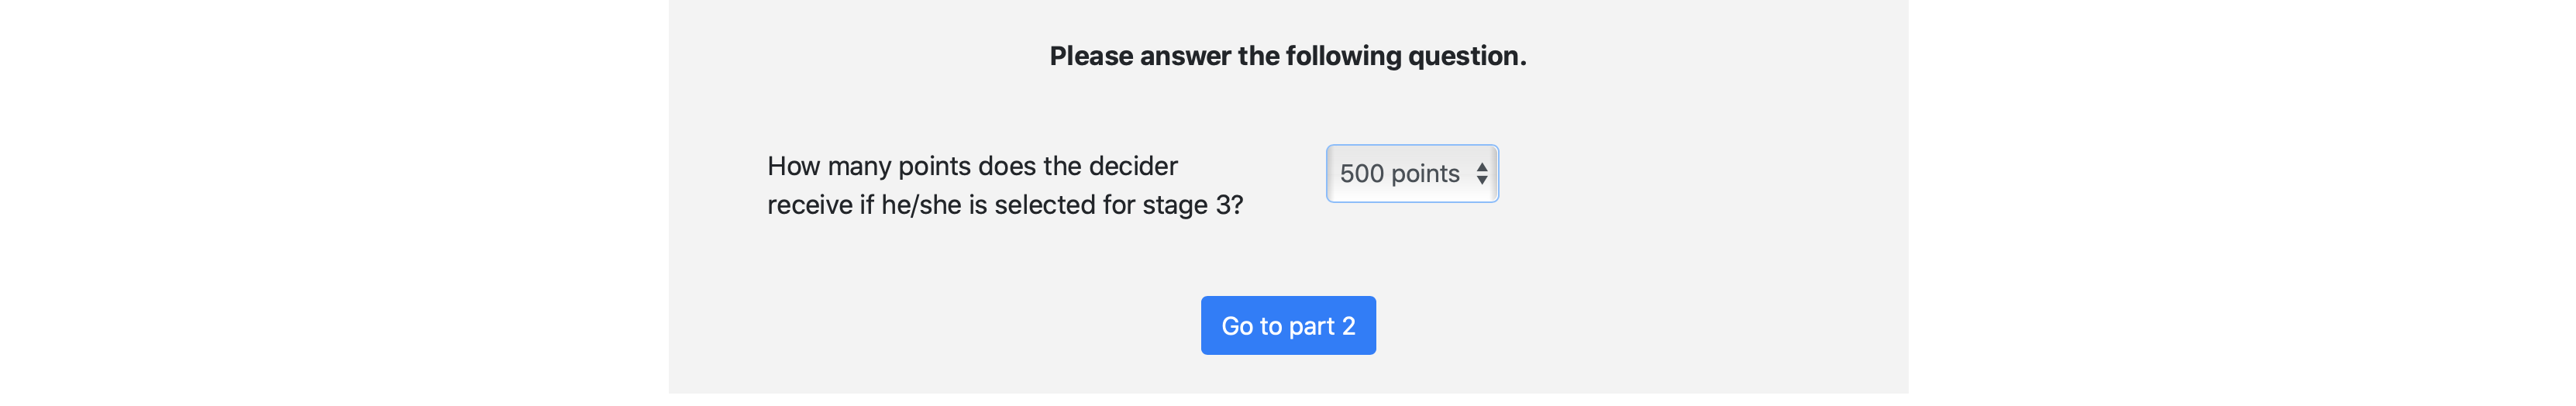 Please answer the following question.
How many points does the decider
receive if he/she is selected for stage 3?
500 points
Go to part 2